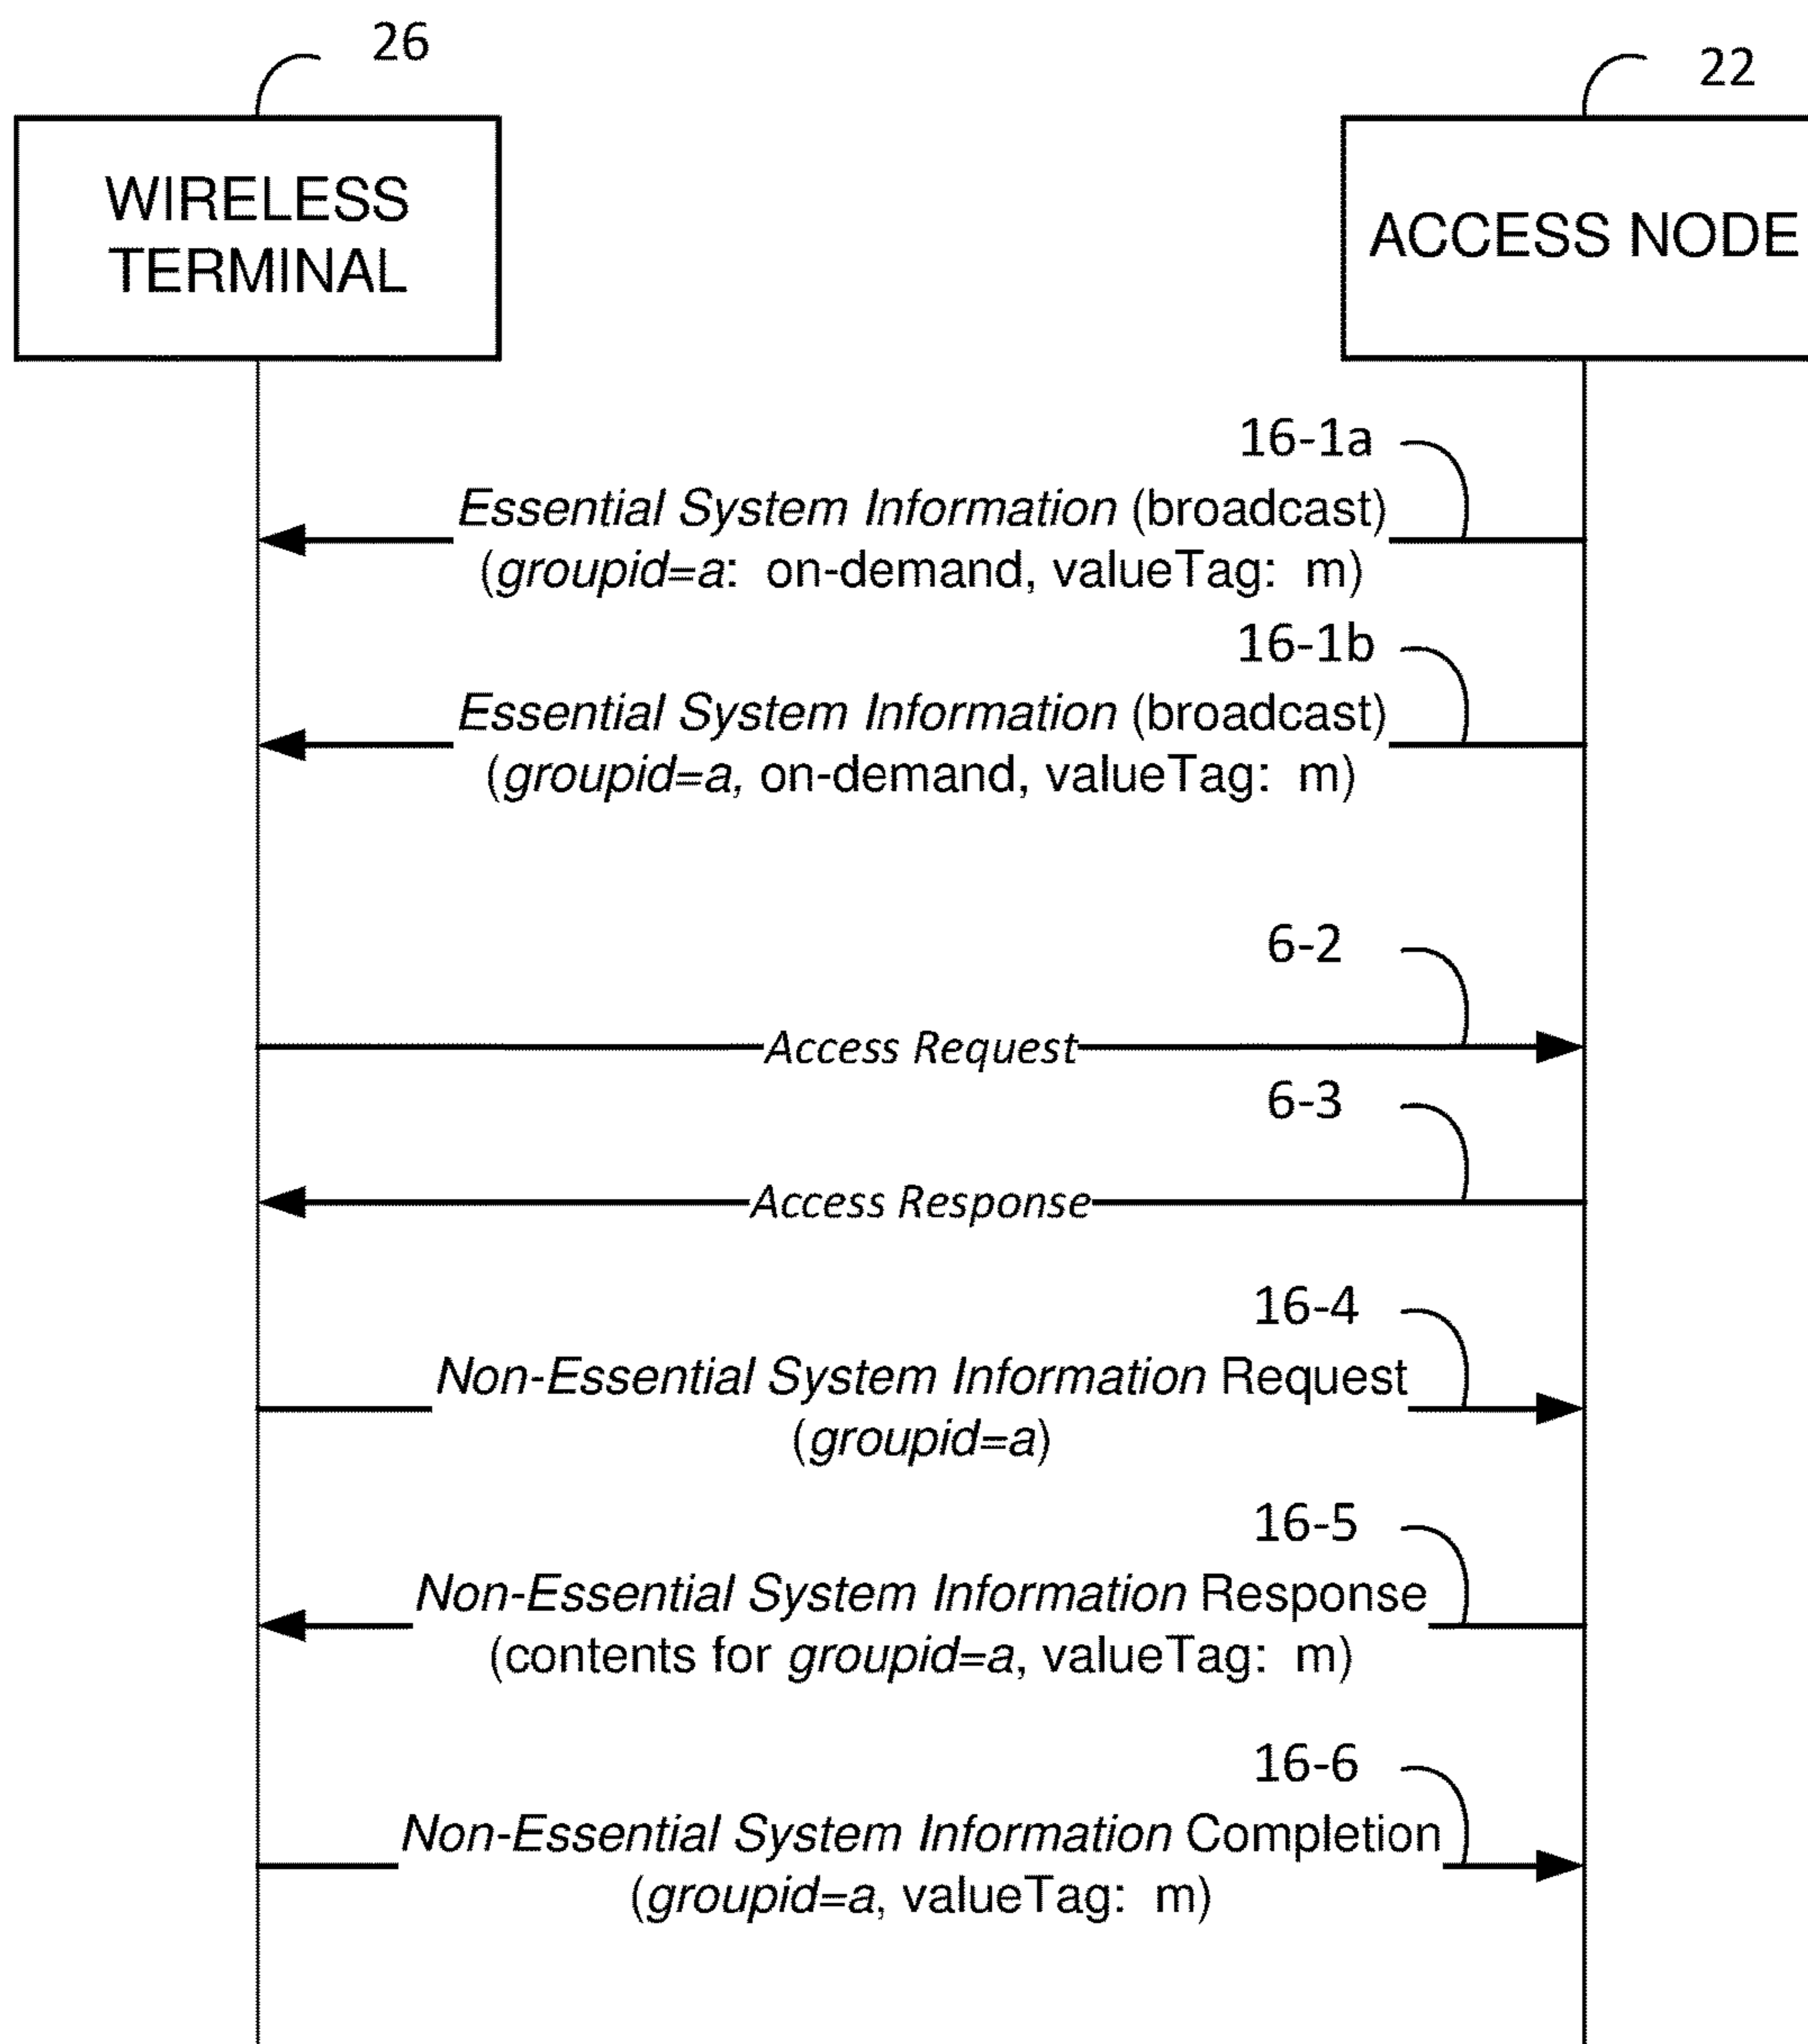 26
22
WIRELESS
TERMINAL
ACCESS NODE
16-1a
Essential System Information (broadcast)
(groupid=a: on-demand, valueTag: m)
16-1b
Essential System Information (broadcast)
(groupid=a, on-demand, valueTag: m)
6-2
Access Request
6-3
Access Response
16-4
Non-Essential System Information Request
(groupid=a)
16-5
Non-Essential System Information Response
(contents for groupid=a, valueTag: m)
16-6
Non-Essential System Information Completion
(groupid=a, valueTag: m)